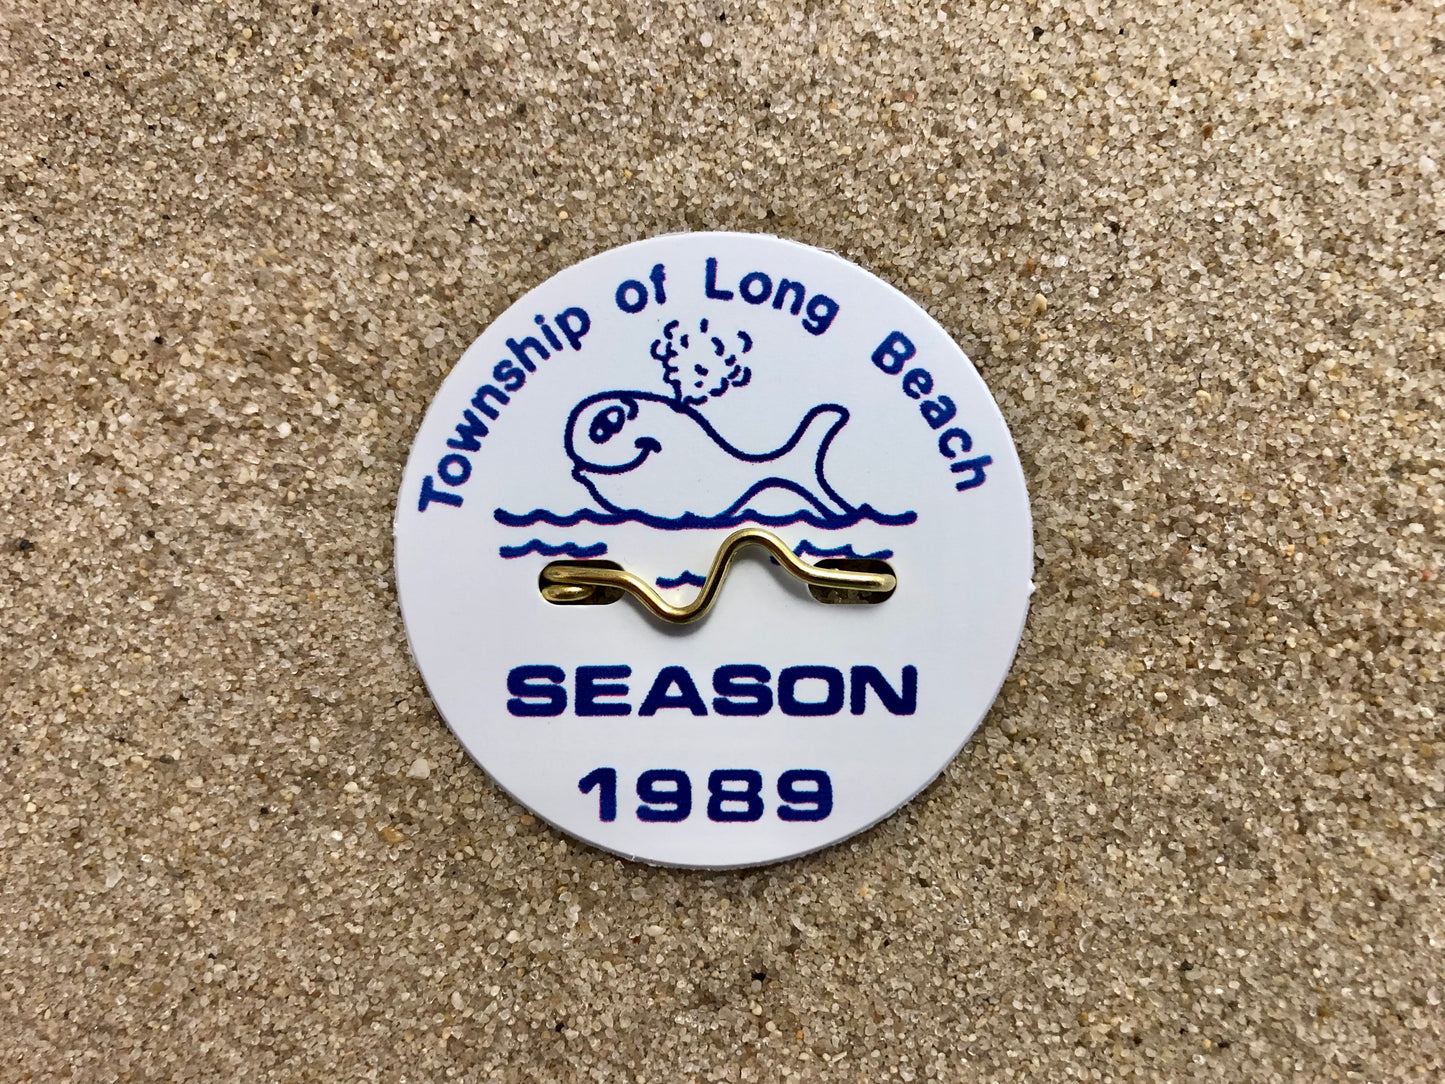 Township of Long Beach
SEASON
1989